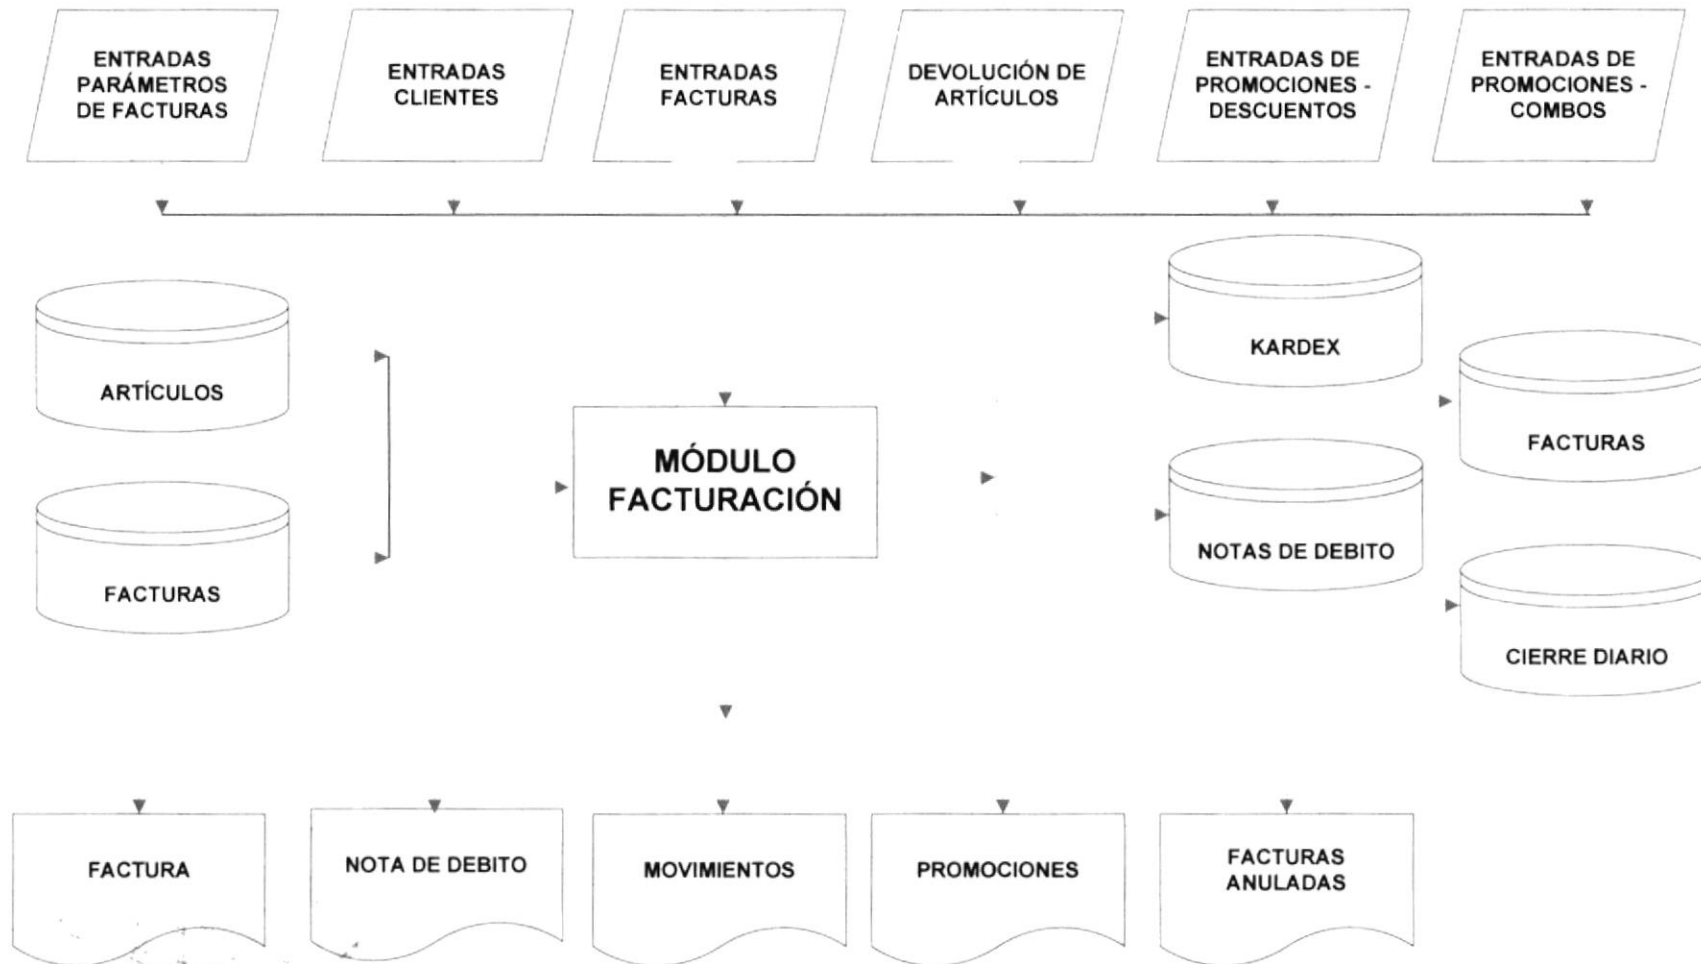 ENTRADAS
PARÁMETROS
DE FACTURAS
ENTRADAS
CLIENTES
ENTRADAS
FACTURAS
DEVOLUCIÓN DE
ARTÍCULOS
ENTRADAS DE
PROMOCIONES -
DESCUENTOS
ENTRADAS DE
PROMOCIONES -
COMBOS
ARTÍCULOS
FACTURAS
MÓDULO
FACTURACIÓN
KARDEX
FACTURAS
NOTAS DE DEBITO
CIERRE DIARIO
FACTURA
NOTA DE DEBITO
MOVIMIENTOS
PROMOCIONES
FACTURAS
ANULADAS